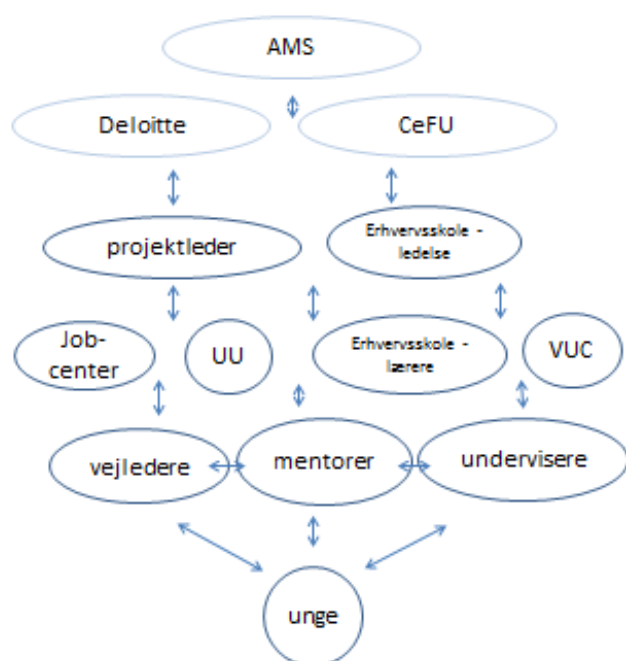 AMS
Deloitte
CeFU
projektleder
Erhvervsskole -
ledelse
Job-
center
UU
Erhvervsskole -
lærere
VUC
vejledere
mentorer
undervisere
unge